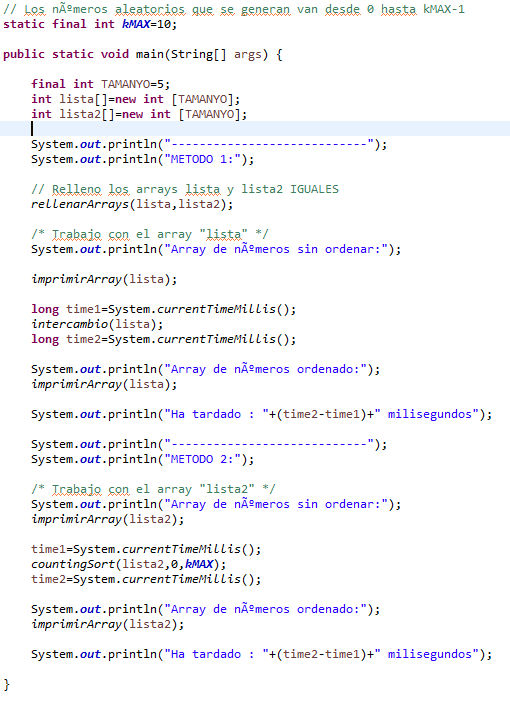 // Los nÃºmeros aleatorios que se generan van desde 0 hasta kMAX-1
static final int kMAX=10;
public static void main(String[] args) {
final int TAMANYO=5;
int lista[]=new int [TAMANYO];
int lista2[]=new int [TAMANYO];
System.out.println("----------------------------");
System.out.println("METODO 1:");
// Relleno los arrays lista y lista2 IGUALES
rellenarArrays(lista,lista2);
/* Trabajo con el array "lista" */
System.out.println("Array de nÃºmeros sin ordenar:");
imprimirArray(lista);
long time1=System.currentTimeMillis();
intercambio(lista);
long time2=System.currentTimeMillis();
System.out.println("Array de nÃºmeros ordenado:");
imprimirArray(lista);
System.out.println("Ha tardado : "+(time2-time1)+" milisegundos");
System.out.println("----------------------------");
System.out.println("METODO 2:");
/* Trabajo con el array "lista2" */
System.out.println("Array de nÃºmeros sin ordenar:");
imprimirArray(lista2);
time1=System.currentTimeMillis();
countingSort(lista2,0,kMAX);
time2=System.currentTimeMillis();
System.out.println("Array de nÃºmeros ordenado:");
imprimirArray(lista2);
System.out.println("Ha tardado : "+(time2-time1)+" milisegundos");
}